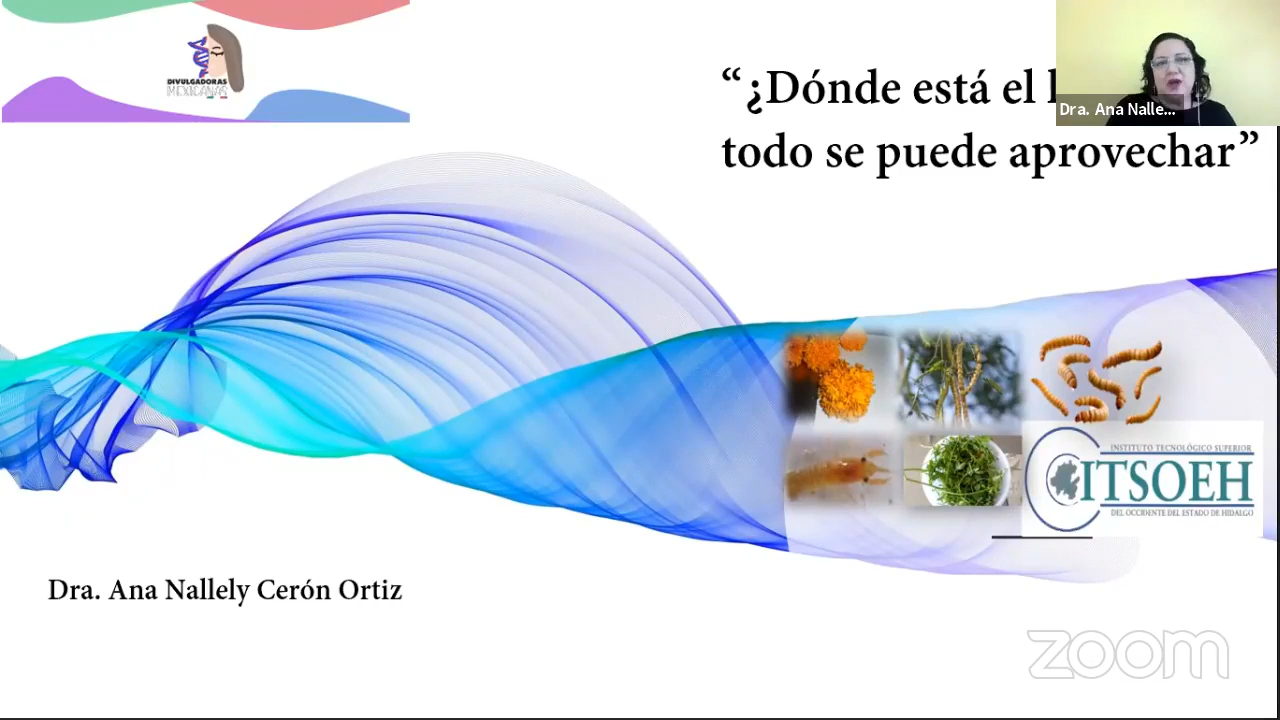 DIVULGADORAS
MEXICANAS
“¿Dónde está el
todo se puede aprovechar”
Dra. Ana Nalle...
INSTITUTO TECNOLÓGICO SUPERIOR
ITSOEH
DEL OCCIDENTE DEL ESTADO DE HIDALGO
Dra. Ana Nallely Cerón Ortiz
zoom